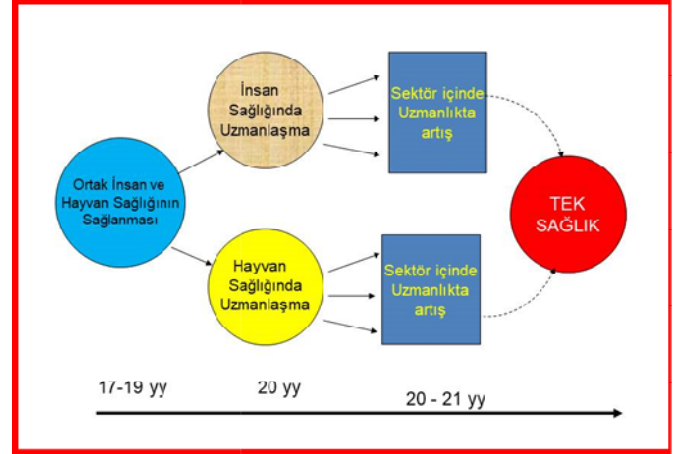 İnsan
Sağlığında
Uzmanlaşma
Sektör içinde
Uzmanlıkta
artış
Ortak İnsan ve
Hayvan Sağlığının
Sağlanması
TEK
SAĞLIK
Hayvan
Sağlığında
Uzmanlaşma
Sektör içinde
Uzmanlıkta
artış
17-19 yy
20 yy
20 - 21 yy